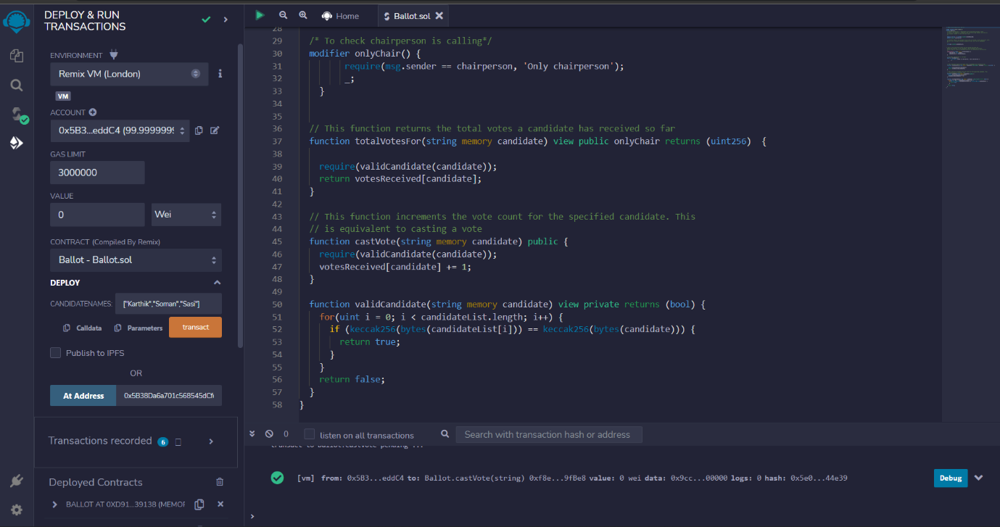 DEPLOY & RUN
TRANSACTIONS
ENVIRONMENT
Remix VM (London)
VM
ACCOUNT
0x5B3...eddC4 (99.9999999
GAS LIMIT
3000000
VALUE
0
Wei
CONTRACT (Compiled By Remix)
Ballot - Ballot.sol
DEPLOY
CANDIDATENAMES: ["Karthik","Soman","Sasi"]
Calldata Parameters transact
Publish to IPFS
OR
At Address 0x5B38Da6a701c568545dCf
Transactions recorded 6
Deployed Contracts
BALLOT AT 0XD91...39138 (MEMOR
Home
Ballot.sol
28
29 /* To check chairperson is calling*/
30 modifier onlyChair() {
31 require(msg.sender == chairperson, 'Only chairperson');
32 _;
33 }
34
35
36 // This function returns the total votes a candidate has received so far
37 function totalVotesFor(string memory candidate) view public onlyChair returns (uint256) {
38
39 require(validCandidate(candidate));
40 return votesReceived[candidate];
41 }
42
43 // This function increments the vote count for the specified candidate. This
44 // is equivalent to casting a vote
45 function castVote(string memory candidate) public {
46 require(validCandidate(candidate));
47 votesReceived[candidate] += 1;
48 }
49
50 function validCandidate(string memory candidate) view private returns (bool) {
51 for(uint i = 0; i < candidateList.length; i++) {
52 if (keccak256(bytes(candidateList[i])) == keccak256(bytes(candidate))) {
53 return true;
54 }
55 }
56 return false;
57 }
58 }
0 listen on all transactions Search with transaction hash or address
transact to Ballot.castVote pending ...
[vm] from: 0x5B3...eddC4 to: Ballot.castVote(string) 0xf8e...9fBe8 value: 0 wei data: 0x9cc...00000 logs: 0 hash: 0x5e0...44e39
Debug
>